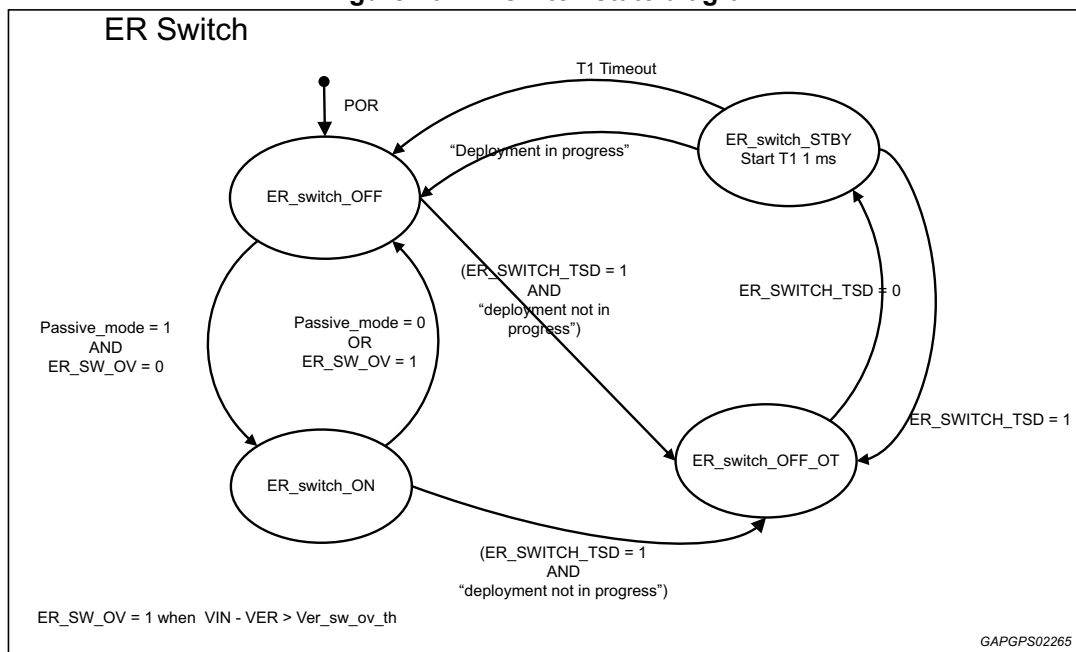 ER Switch
T1 Timeout
POR
ER_switch_STBY
Start T1 1 ms
“Deployment in progress”
ER_switch_OFF
(ER_SWITCH_TSD = 1
AND
“deployment not in
progress”)
ER_SWITCH_TSD = 0
Passive_mode = 1
AND
ER_SW_OV = 0
Passive_mode = 0
OR
ER_SW_OV = 1
ER_SWITCH_TSD = 1
ER_switch_OFF_OT
ER_switch_ON
(ER_SWITCH_TSD = 1
AND
“deployment not in progress”)
ER_SW_OV = 1 when VIN - VER > Ver_sw_ov_th
GAPGPS02265